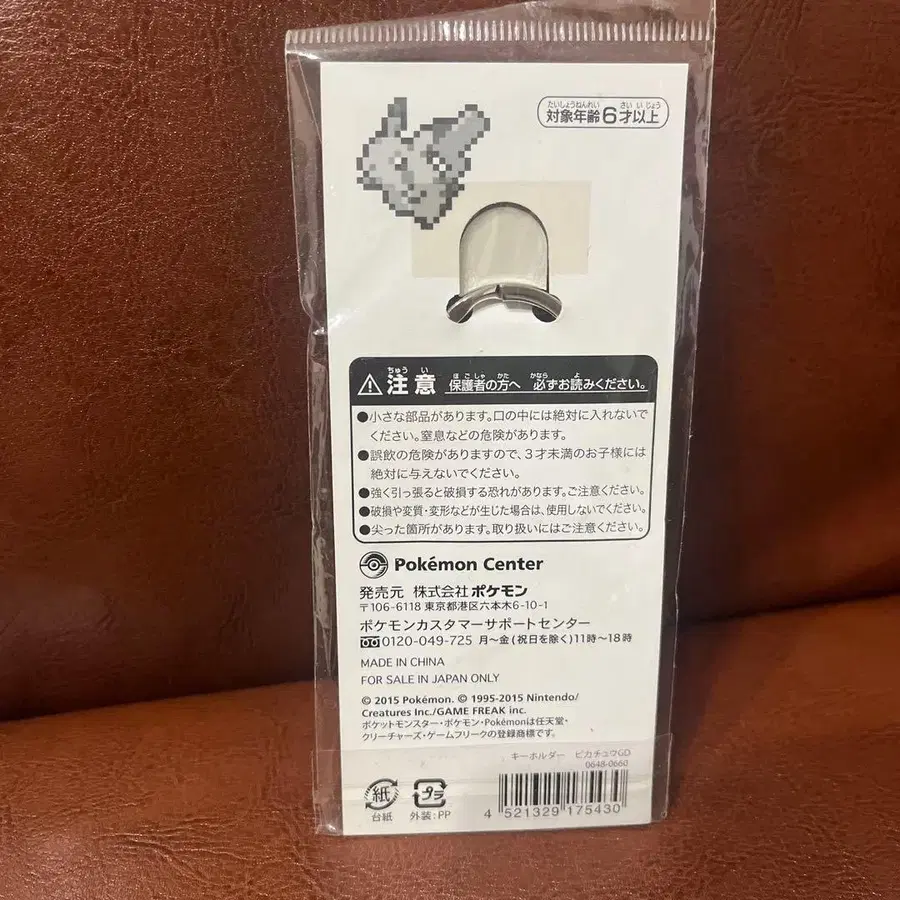 対象年齢6才以上
たいしょうねんれい さいいじょう
注意 保護者の方へ 必ずお読みください。
ちゅうい ほごしゃ かた かなら よ
●小さな部品があります。口の中には絶対に入れないで
ください。窒息などの危険があります。
●誤飲の危険がありますので、3才未満のお子様には
絶対に与えないでください。
●強く引っ張ると破損する恐れがあります。ご注意ください。
●破損や変質・変形などが生じた場合は、使用しないでください。
●尖った箇所があります。取り扱いにはご注意ください。
Pokémon Center
発売元 株式会社ポケモン
〒106-6118 東京都港区六本木6-10-1
ポケモンカスタマーサポートセンター
0120-049-725 月〜金(祝日を除く)11時〜18時
MADE IN CHINA
FOR SALE IN JAPAN ONLY
© 2015 Pokémon. © 1995-2015 Nintendo/
Creatures Inc./GAME FREAK inc.
ポケットモンスター・ポケモン・Pokémonは任天堂・
クリーチャーズ・ゲームフリークの登録商標です。
キーホルダー ピカチュウGD
0648-0660
紙
台紙
プラ
外装:PP
4 521329 175430